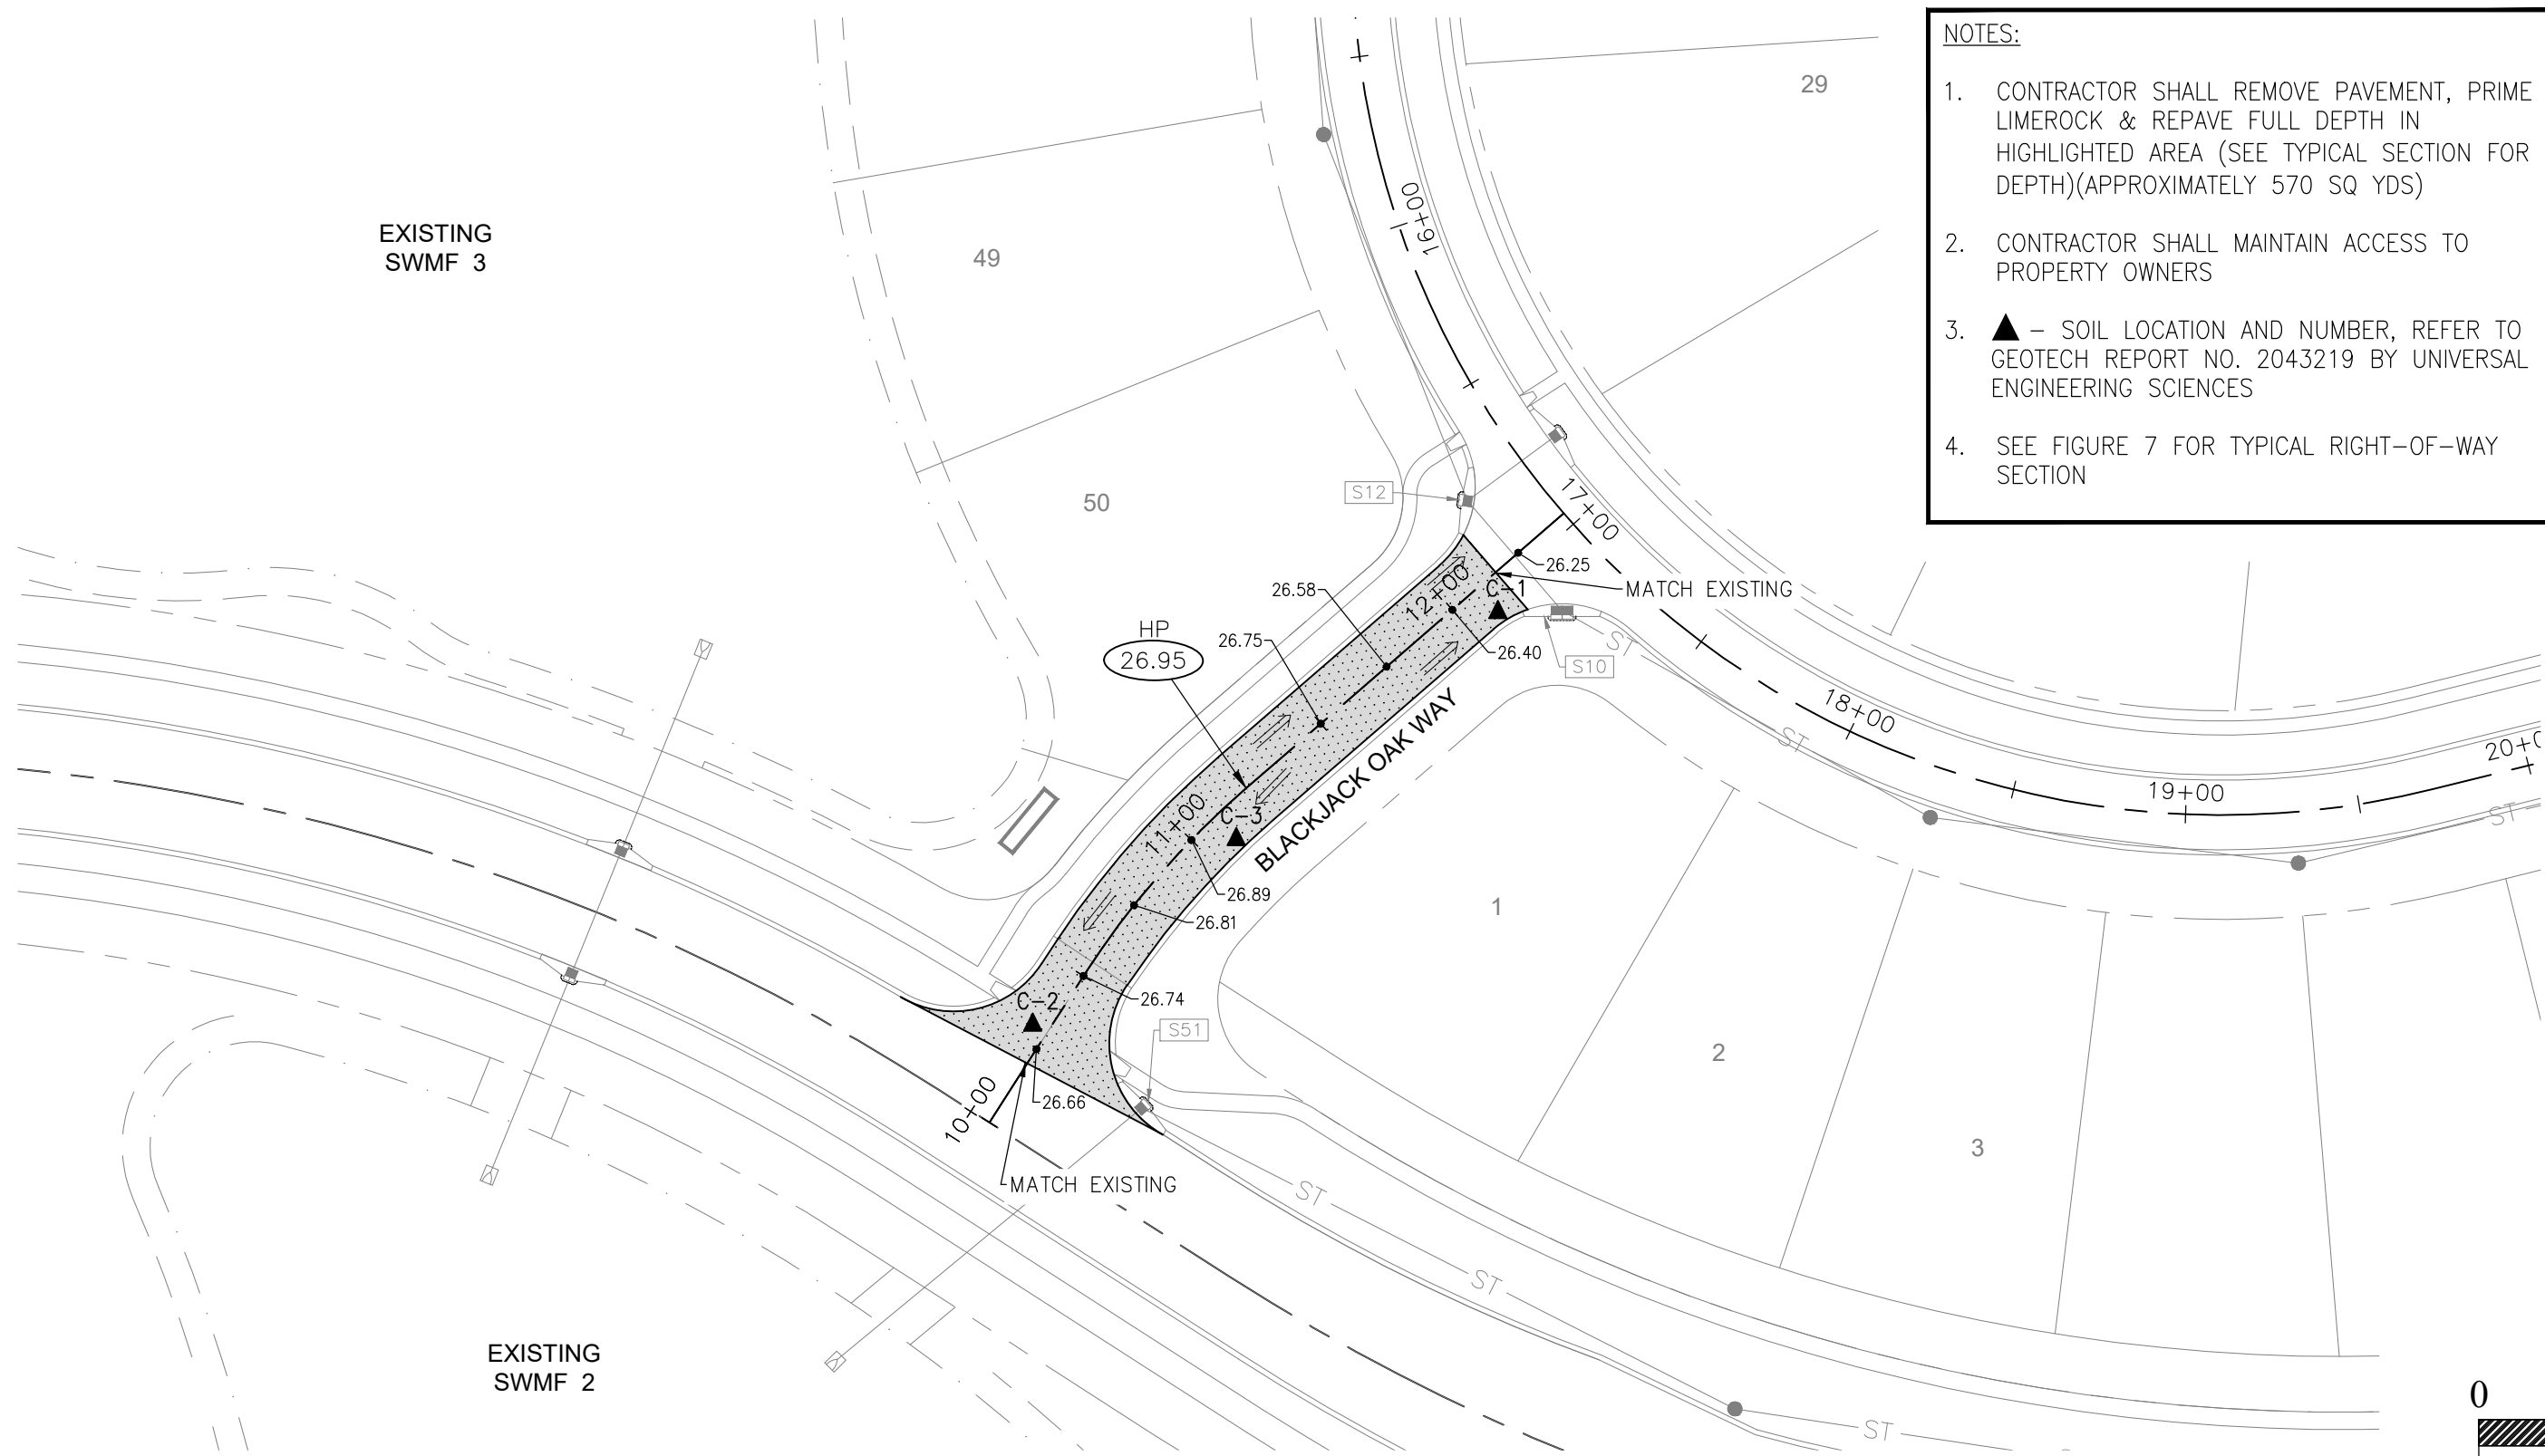 NOTES:
1. CONTRACTOR SHALL REMOVE PAVEMENT, PRIME
LIMEROCK & REPAVE FULL DEPTH IN
HIGHLIGHTED AREA (SEE TYPICAL SECTION FOR
DEPTH)(APPROXIMATELY 570 SQ YDS)
2. CONTRACTOR SHALL MAINTAIN ACCESS TO
PROPERTY OWNERS
3. ▲ – SOIL LOCATION AND NUMBER, REFER TO
GEOTECH REPORT NO. 2043219 BY UNIVERSAL
ENGINEERING SCIENCES
4. SEE FIGURE 7 FOR TYPICAL RIGHT–OF–WAY
SECTION
29
EXISTING
SWMF 3
49
16+00
50
S12
17+00
26.25
MATCH EXISTING
26.58
12+00
C-1
HP
26.95
26.75
26.40
S10
ST
18+00
ST
20+0
19+00
ST
11+00
C-3
BLACKJACK OAK WAY
26.89
26.81
1
26.74
C-2
S51
2
26.66
10+00
3
MATCH EXISTING
ST
ST
EXISTING
SWMF 2
0
ST